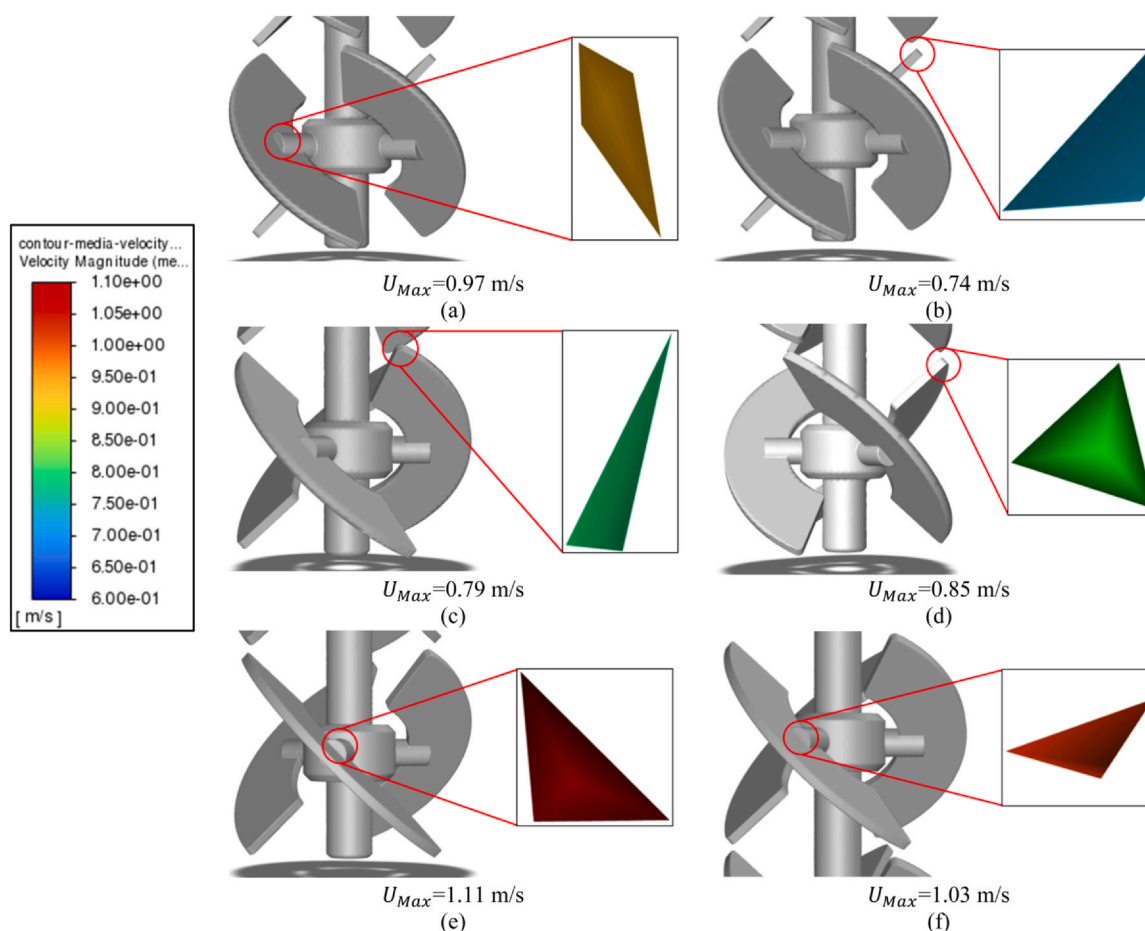 contour-media-velocity...
Velocity Magnitude (me...
1.10e+00
1.05e+00
1.00e+00
9.50e-01
9.00e-01
8.50e-01
8.00e-01
7.50e-01
7.00e-01
6.50e-01
6.00e-01
[ m/s ]
U_Max=0.97 m/s
(a)
U_Max=0.74 m/s
(b)
U_Max=0.79 m/s
(c)
U_Max=0.85 m/s
(d)
U_Max=1.11 m/s
(e)
U_Max=1.03 m/s
(f)